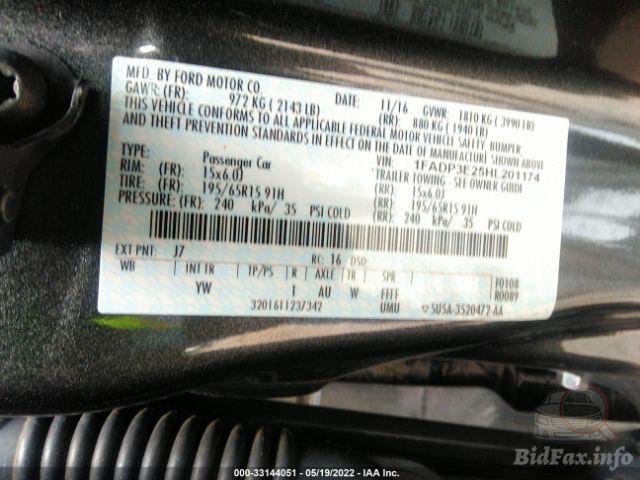 MFD. BY FORD MOTOR CO.
DATE: 11/16 GVWR: 1810 KG ( 3990 LB)
GAWR: (FR): 972 KG ( 2143 LB) (RR): 880 KG ( 1940 LB)
THIS VEHICLE CONFORMS TO ALL APPLICABLE FEDERAL MOTOR VEHICLE SAFETY, BUMPER,
AND THEFT PREVENTION STANDARDS IN EFFECT ON THE DATE OF MANUFACTURE SHOWN ABOVE
VIN: 1FADP3E25HL201174
TYPE: Passenger Car TRAILER TOWING - SEE OWNER GUIDE
RIM: (FR): 15x6.0J (RR): 15x6.0J
TIRE: (FR): 195/65R15 91H (RR): 195/65R15 91H
PRESSURE: (FR): 240 kPa/ 35 PSI COLD (RR): 240 kPa/ 35 PSI COLD
EXT PNT: J7 RC: 16 DSO:
WB INT TR TP/PS R AXLE TR SPR F0108
YW I AU W FFFF R0089
3201611237342 UMU 5U5A-3520472-AA
000-33144051 - 05/19/2022 - IAA Inc.
BidFax.info